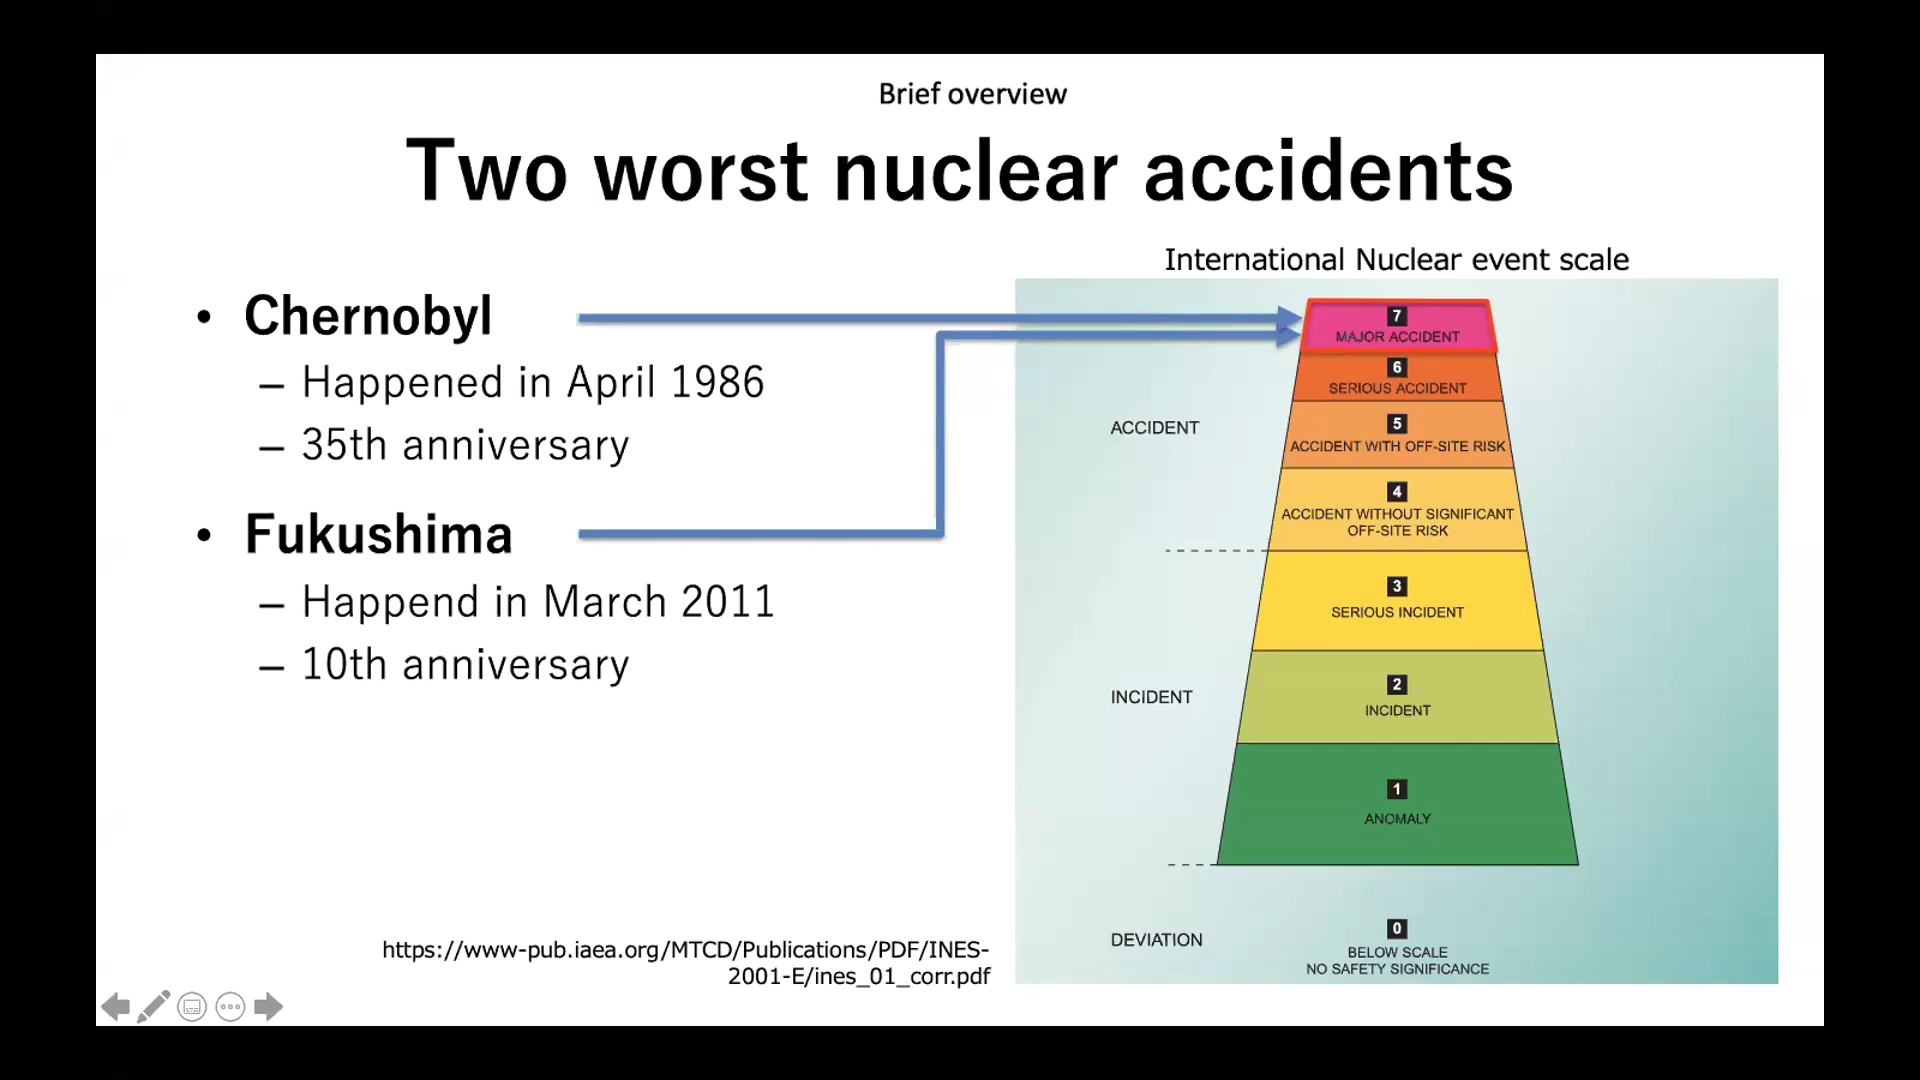 Brief overview
Two worst nuclear accidents
• Chernobyl
– Happened in April 1986
– 35th anniversary
• Fukushima
– Happend in March 2011
– 10th anniversary
https://www-pub.iaea.org/MTCD/Publications/PDF/INES-
2001-E/ines_01_corr.pdf
International Nuclear event scale
7
MAJOR ACCIDENT
6
SERIOUS ACCIDENT
5
ACCIDENT WITH OFF-SITE RISK
4
ACCIDENT WITHOUT SIGNIFICANT
OFF-SITE RISK
ACCIDENT
3
SERIOUS INCIDENT
2
INCIDENT
1
ANOMALY
INCIDENT
0
BELOW SCALE
NO SAFETY SIGNIFICANCE
DEVIATION